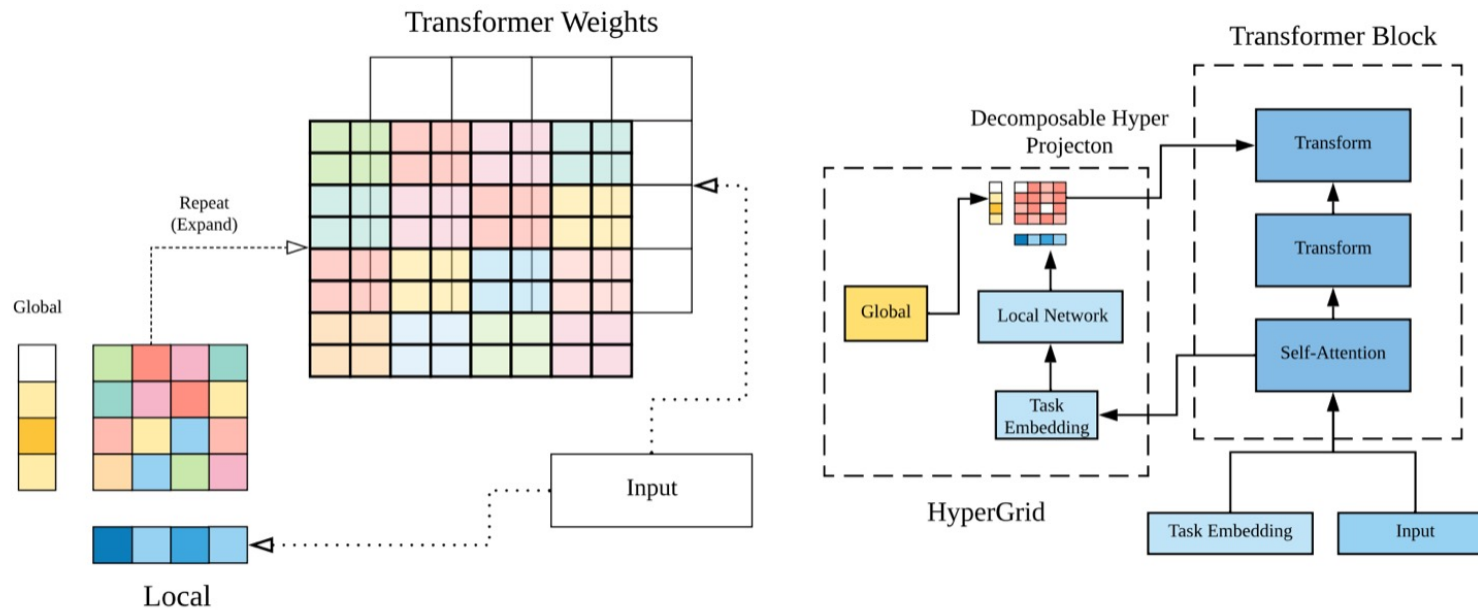 Transformer Weights
Repeat
(Expand)
Global
Local
Input
Transformer Block
Decomposable Hyper
Projecton
Transform
Transform
Global
Local Network
Self-Attention
Task
Embedding
HyperGrid
Task Embedding
Input